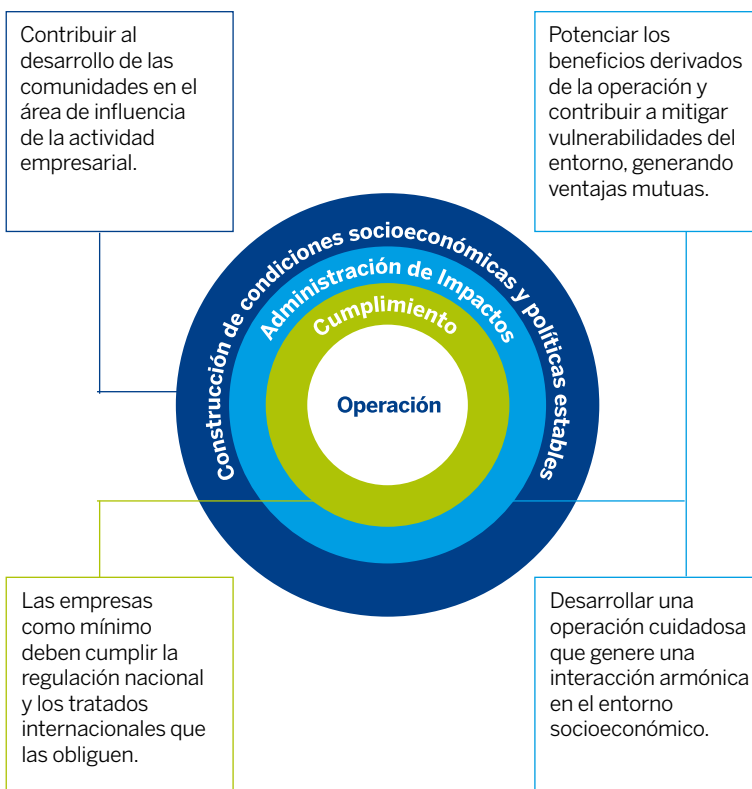 Contribuir al
desarrollo de las
comunidades en el
área de influencia
de la actividad
empresarial.
Potenciar los
beneficios derivados
de la operación y
contribuir a mitigar
vulnerabilidades del
entorno, generando
ventajas mutuas.
Construcción de condiciones socioeconómicas y políticas estables
Administración de Impactos
Cumplimiento
Operación
Las empresas
como mínimo
deben cumplir la
regulación nacional
y los tratados
internacionales que
las obliguen.
Desarrollar una
operación cuidadosa
que genere una
interacción armónica
en el entorno
socioeconómico.